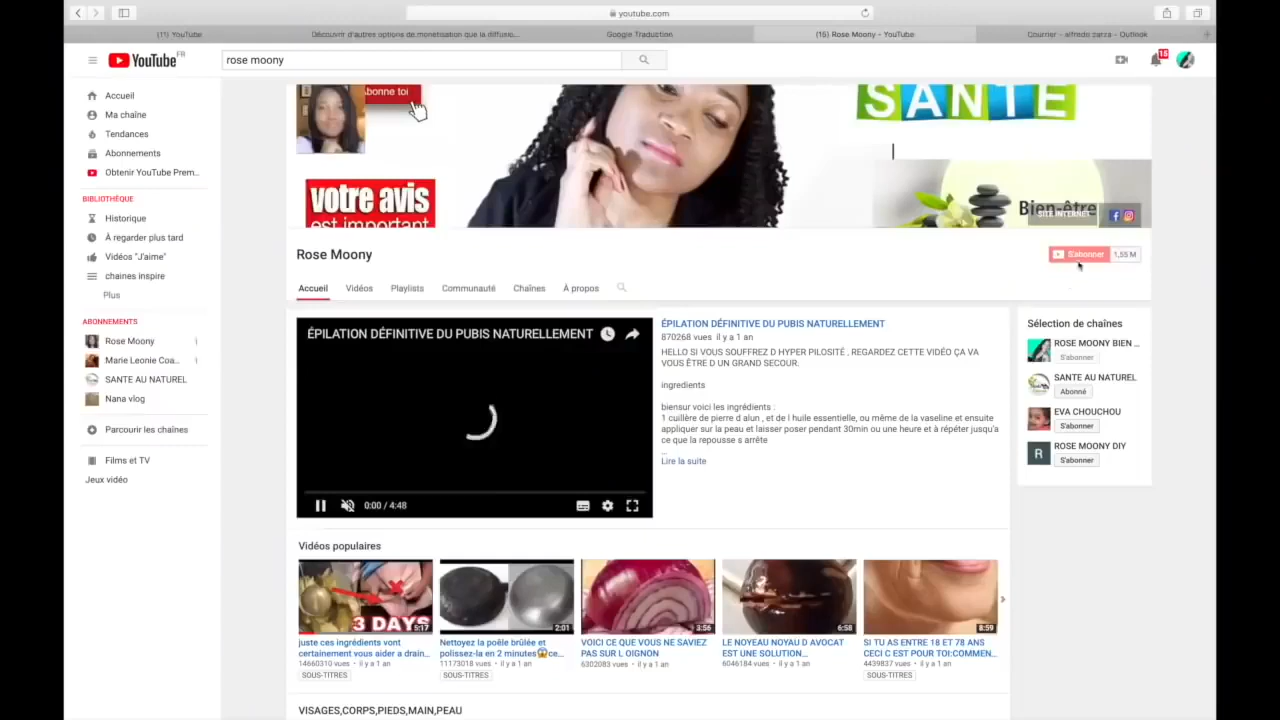 youtube.com
(11) YouTube
Découvrir d'autres options de monétisation que la diffusio...
Google Traduction
(15) Rose Moony - YouTube
Courrier - alfredo zarza - Outlook
YouTube FR
rose moony
15
Accueil
Ma chaîne
Tendances
Abonnements
Obtenir YouTube Prem...
BIBLIOTHÈQUE
Historique
À regarder plus tard
Vidéos "J'aime"
chaines inspire
Plus
ABONNEMENTS
Rose Moony
Marie Leonie Coa...
SANTE AU NATUREL
Nana vlog
Parcourir les chaînes
Films et TV
Jeux vidéo
Abonne toi
SANTE
votre avis
est important
Bien-être
SITE INTERNET
Rose Moony
S'abonner
1,55 M
Accueil
Vidéos
Playlists
Communauté
Chaînes
À propos
ÉPILATION DÉFINITIVE DU PUBIS NATURELLEMENT
0:00 / 4:48
ÉPILATION DÉFINITIVE DU PUBIS NATURELLEMENT
870268 vues il y a 1 an
HELLO SI VOUS SOUFFREZ D HYPER PILOSITÉ , REGARDEZ CETTE VIDÉO ÇA VA
VOUS ÊTRE D UN GRAND SECOUR.
ingredients
biensur voici les ingrédients :
1 cuillère de pierre d alun , et de l huile essentielle, ou même de la vaseline et ensuite
appliquer sur la peau et laisser poser pendant 30min ou une heure et à répéter jusqu'a
ce que la repousse s arrête
...
Lire la suite
Sélection de chaînes
ROSE MOONY BIEN ...
S'abonner
SANTE AU NATUREL
Abonné
EVA CHOUCHOU
S'abonner
R
ROSE MOONY DIY
S'abonner
Vidéos populaires
3 DAYS
5:17
juste ces ingrédients vont
certainement vous aider a drain...
14660310 vues • il y a 1 an
SOUS-TITRES
2:01
Nettoyez la poêle brûlée et
polissez-la en 2 minutes😱ce...
11173018 vues • il y a 1 an
SOUS-TITRES
3:56
VOICI CE QUE VOUS NE SAVIEZ
PAS SUR L OIGNON
6302083 vues • il y a 1 an
6:58
LE NOYEAU NOYAU D AVOCAT
EST UNE SOLUTION...
6046184 vues • il y a 1 an
8:59
SI TU AS ENTRE 18 ET 78 ANS
CECI C EST POUR TOI:COMMEN...
4439837 vues • il y a 1 an
SOUS-TITRES
VISAGES,CORPS,PIEDS,MAIN,PEAU